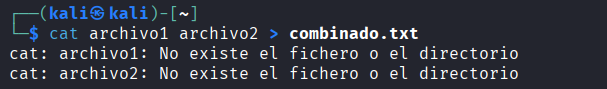 ┌──(kali㉿kali)-[~]
└─$ cat archivo1 archivo2 > combinado.txt
cat: archivo1: No existe el fichero o el directorio
cat: archivo2: No existe el fichero o el directorio